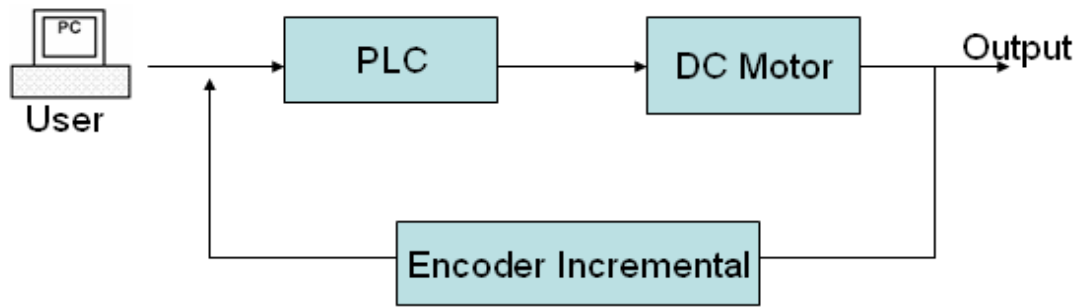 PC
User
PLC
DC Motor
Output
Encoder Incremental